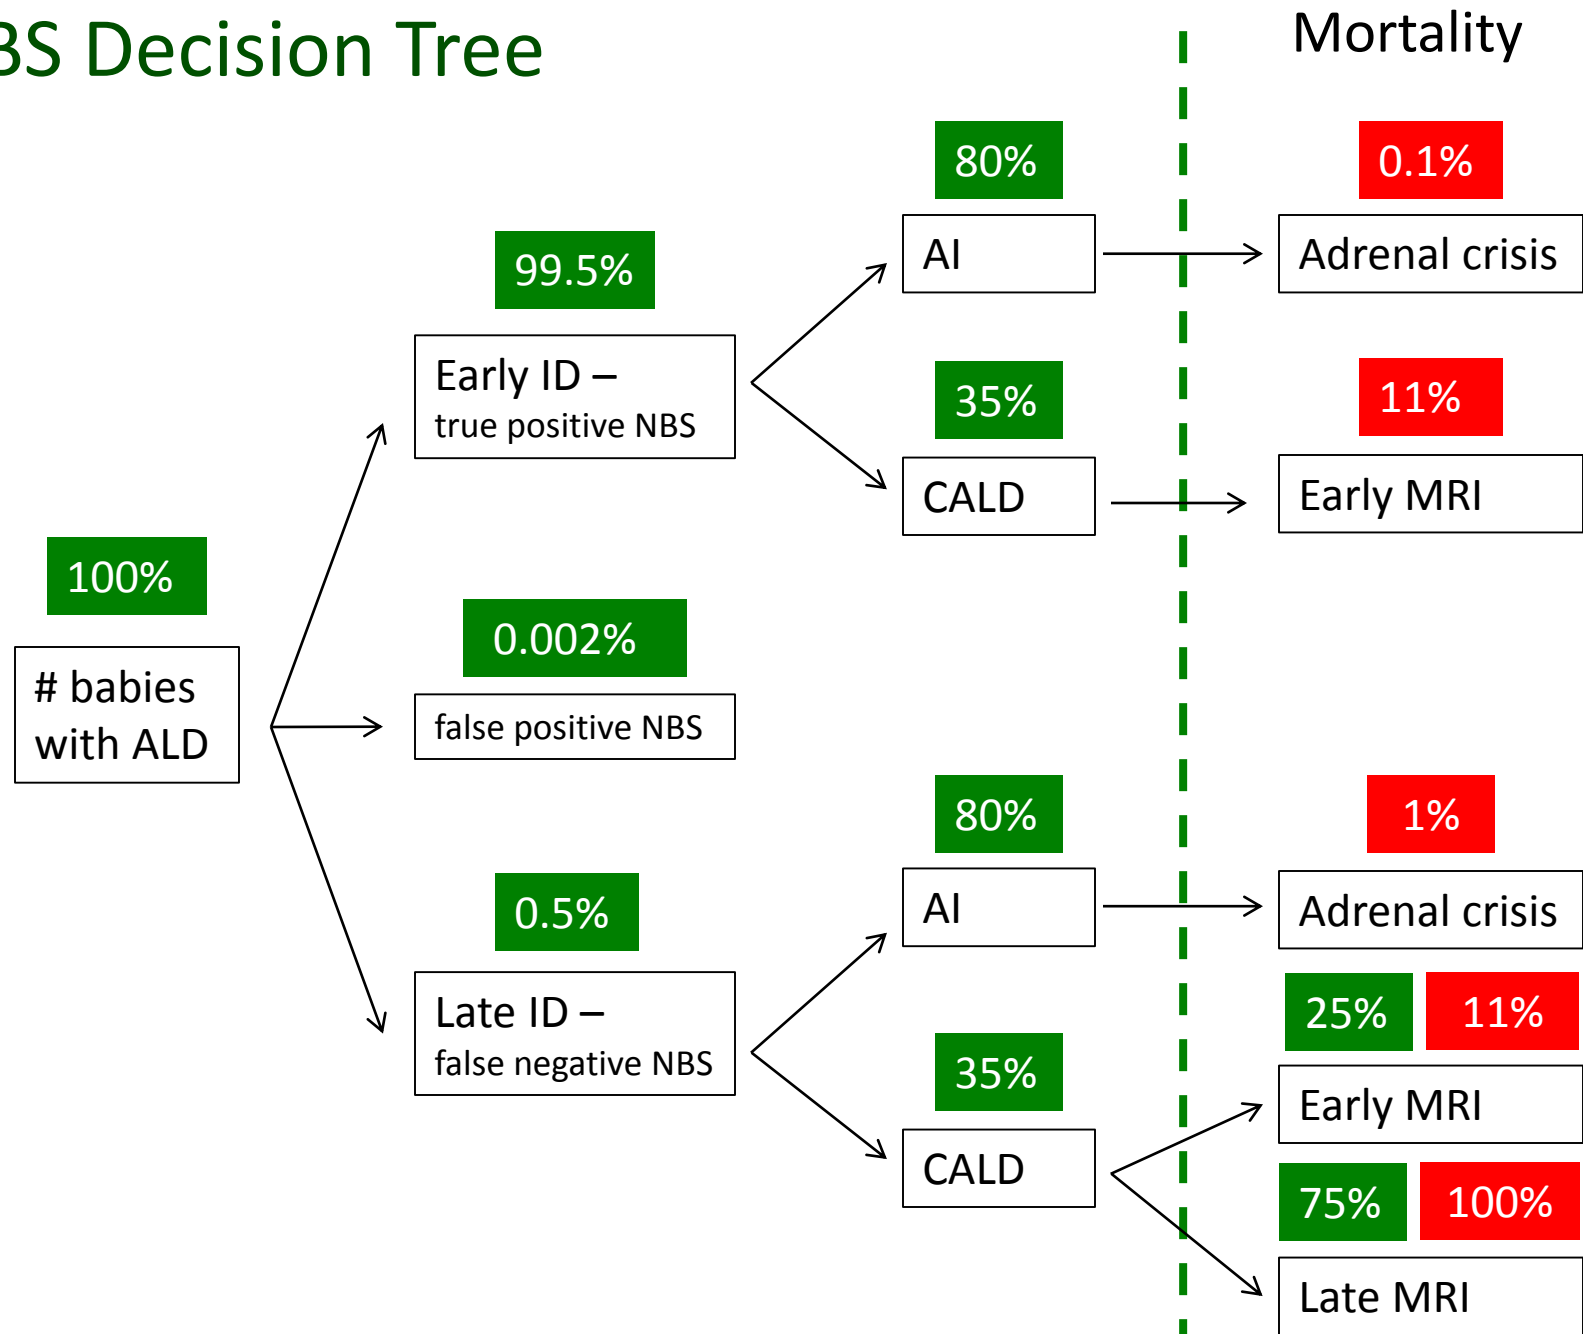 BS Decision Tree
Mortality
100%
# babies
with ALD
99.5%
Early ID –
true positive NBS
0.002%
false positive NBS
0.5%
Late ID –
false negative NBS
80%
AI
35%
CALD
80%
AI
35%
CALD
0.1%
Adrenal crisis
11%
Early MRI
1%
Adrenal crisis
25% 11%
Early MRI
75% 100%
Late MRI